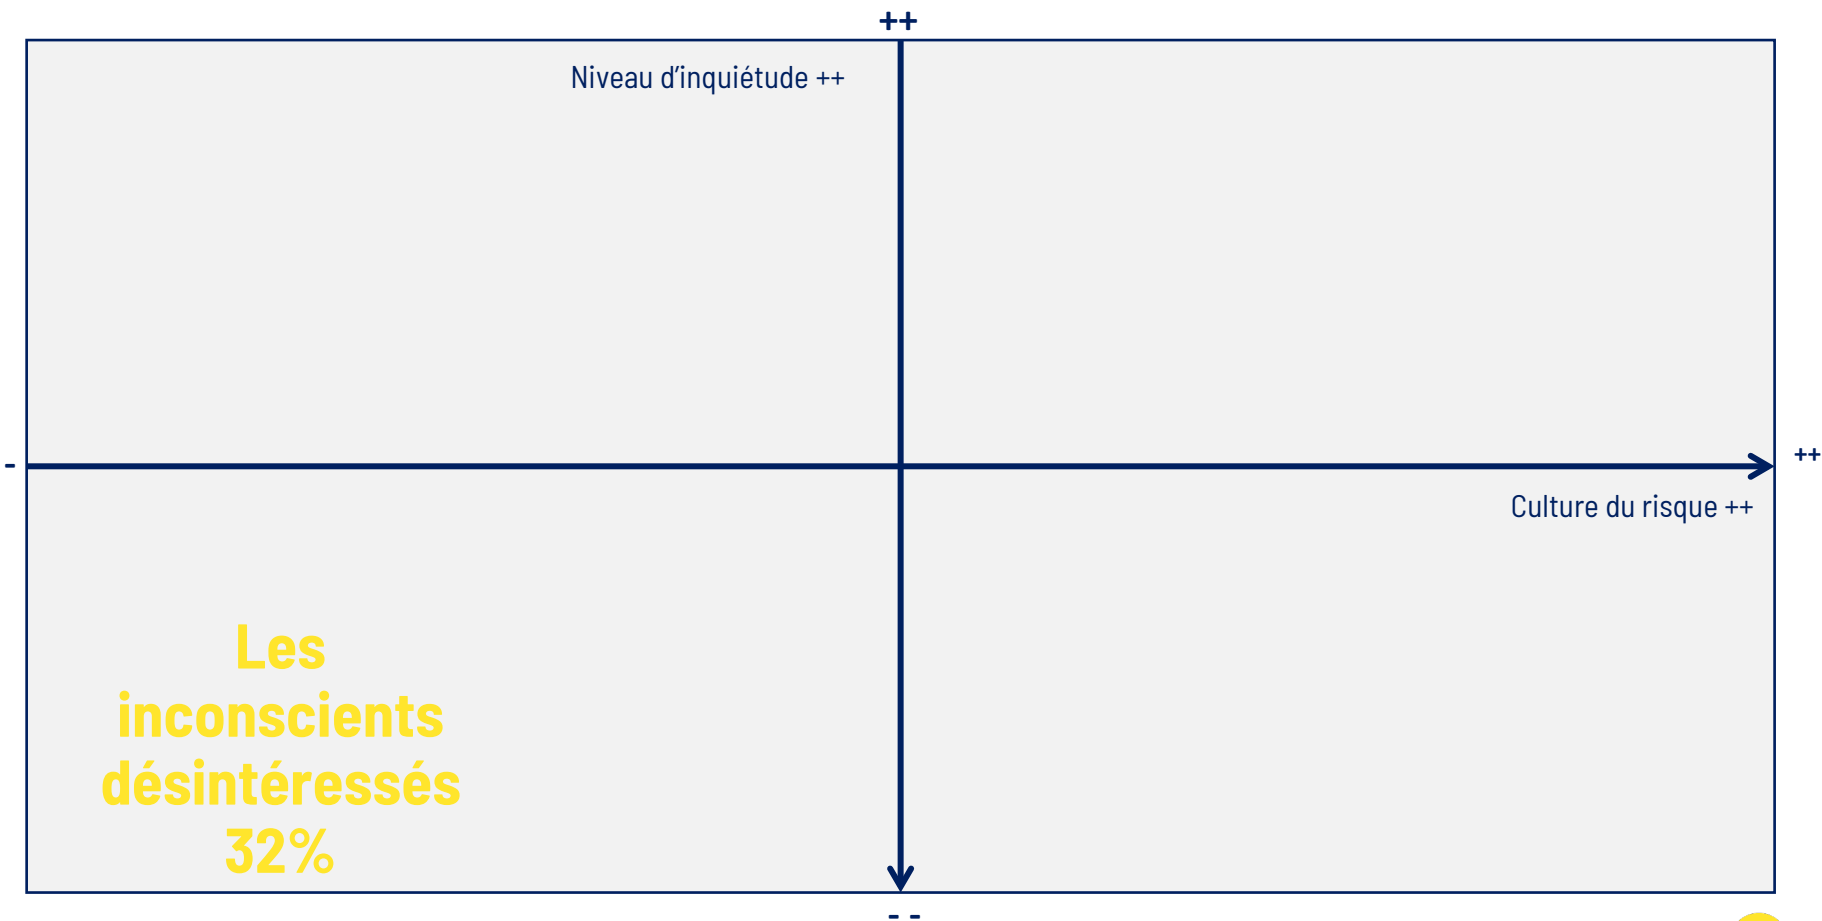 ++
Niveau d’inquiétude ++
-
++
Culture du risque ++
Les
inconscients
désintéressés
32%
- -